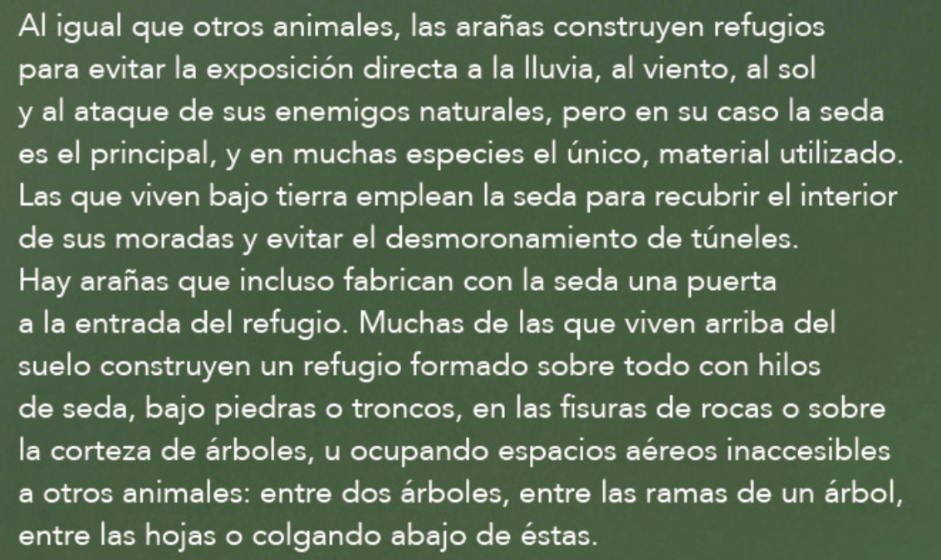 Al igual que otros animales, las arañas construyen refugios
para evitar la exposición directa a la lluvia, al viento, al sol
y al ataque de sus enemigos naturales, pero en su caso la seda
es el principal, y en muchas especies el único, material utilizado.
Las que viven bajo tierra emplean la seda para recubrir el interior
de sus moradas y evitar el desmoronamiento de túneles.
Hay arañas que incluso fabrican con la seda una puerta
a la entrada del refugio. Muchas de las que viven arriba del
suelo construyen un refugio formado sobre todo con hilos
de seda, bajo piedras o troncos, en las fisuras de rocas o sobre
la corteza de árboles, u ocupando espacios aéreos inaccesibles
a otros animales: entre dos árboles, entre las ramas de un árbol,
entre las hojas o colgando abajo de éstas.